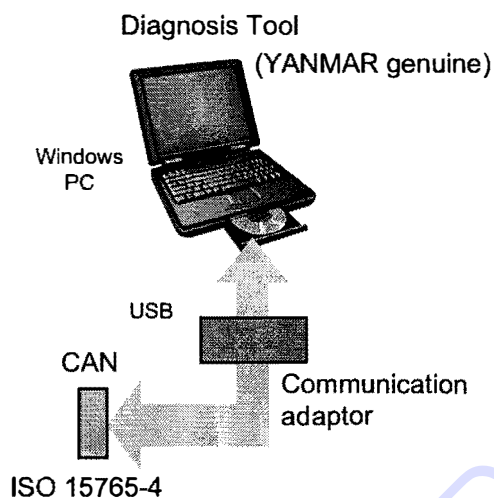 Diagnosis Tool
(YANMAR genuine)
Windows
PC
USB
CAN
Communication
adaptor
ISO 15765-4